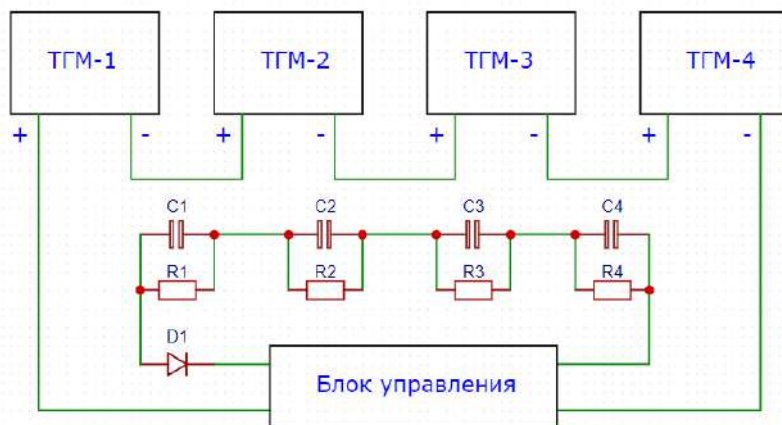 ТГМ-1 ТГМ-2 ТГМ-3 ТГМ-4
+ - + - + - + -
C1 C2 C3 C4
R1 R2 R3 R4
D1
Блок управления